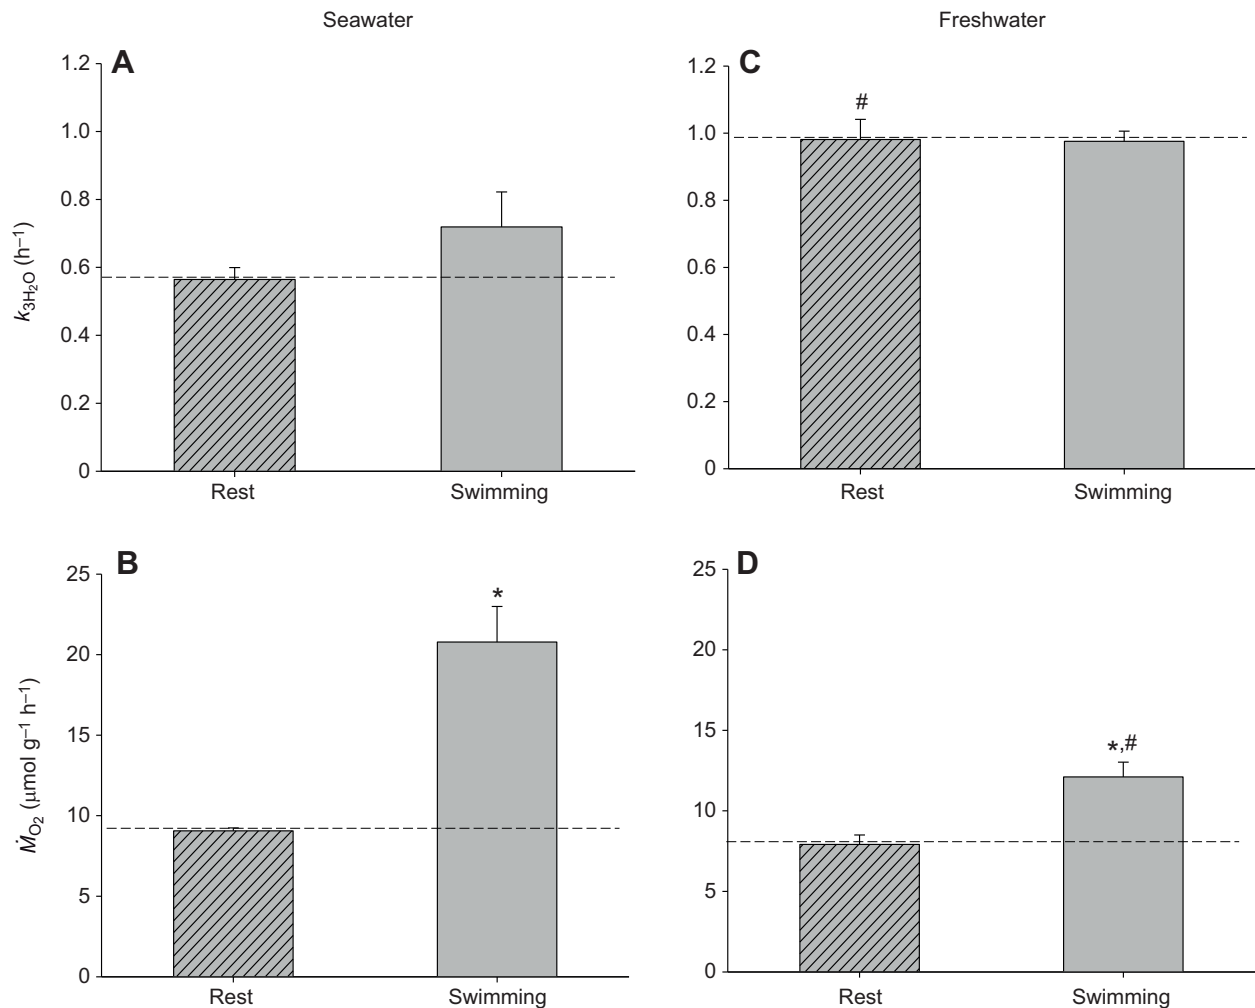 Seawater
Freshwater
A
1.2
1.0
0.8
0.6
0.4
0.2
0
k3H2O (h–1)
Rest
Swimming
C
#
1.2
1.0
0.8
0.6
0.4
0.2
0
Rest
Swimming
B
*
25
20
15
10
5
0
ṀO2 (μmol g–1 h–1)
Rest
Swimming
D
*,#
25
20
15
10
5
0
Rest
Swimming